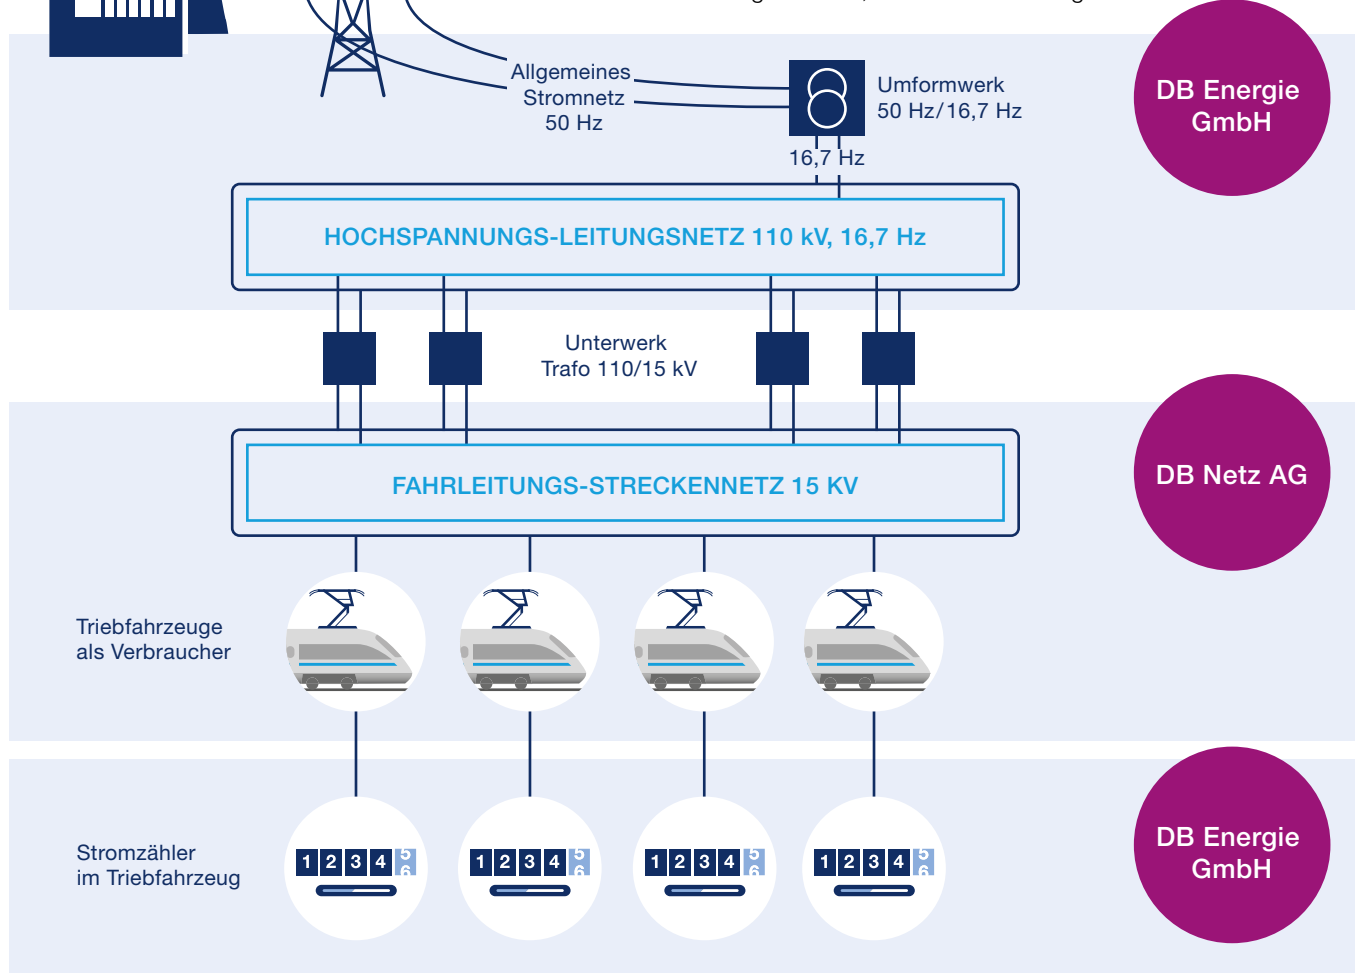 Allgemeines
Stromnetz
50 Hz
Umformwerk
50 Hz/16,7 Hz
DB Energie
GmbH
16,7 Hz
HOCHSPANNUNGS-LEITUNGSNETZ 110 kV, 16,7 Hz
Unterwerk
Trafo 110/15 kV
FAHRLEITUNGS-STRECKENNETZ 15 KV
DB Netz AG
Triebfahrzeuge
als Verbraucher
Stromzähler
im Triebfahrzeug
1 2 3 4 5 6
1 2 3 4 5 6
1 2 3 4 5 6
1 2 3 4 5 6
DB Energie
GmbH